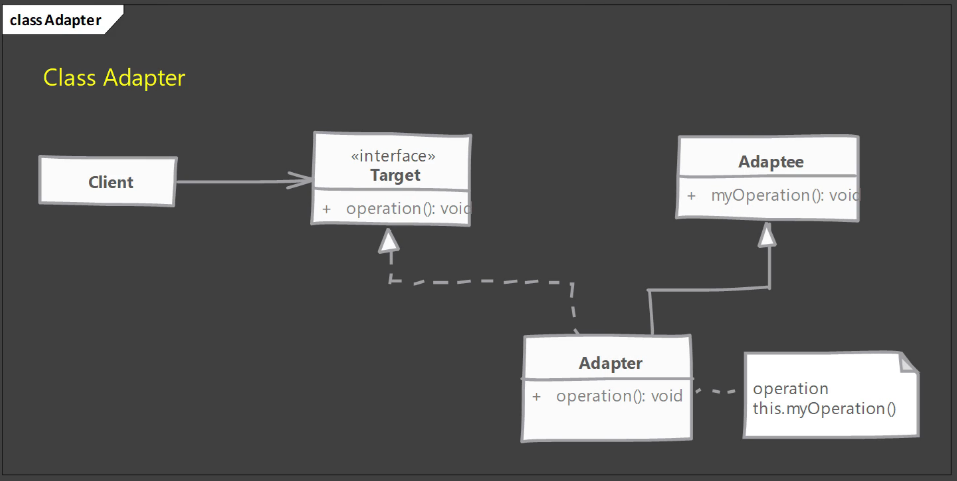 class Adapter
Class Adapter
Client
«interface»
Target
+ operation(): void
Adaptee
+ myOperation(): void
Adapter
+ operation(): void
operation
this.myOperation()